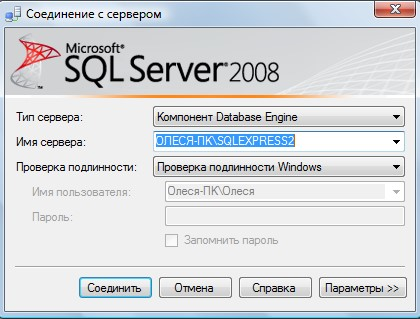 Соединение с сервером
Microsoft
SQL Server 2008
Тип сервера: Компонент Database Engine
Имя сервера: ОЛЕСЯ-ПК\SQLEXPRESS2
Проверка подлинности: Проверка подлинности Windows
Имя пользователя: Олеся-ПК\Олеся
Пароль:
Запомнить пароль
Соединить Отмена Справка Параметры >>